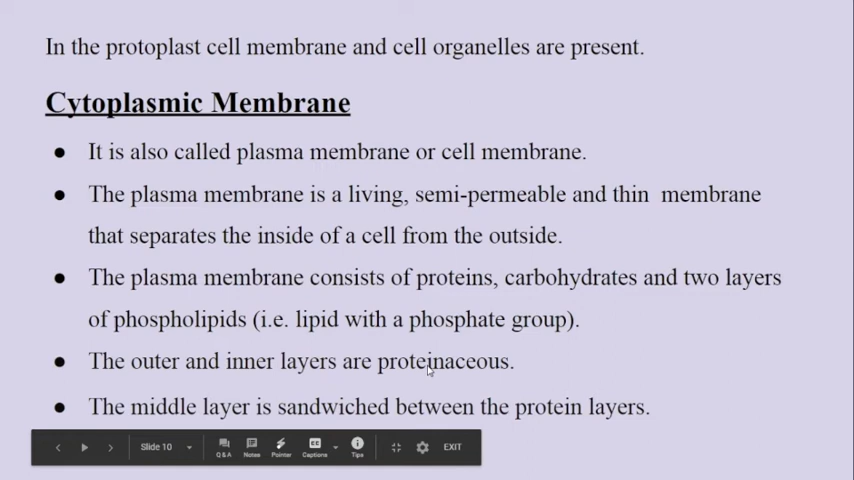 In the protoplast cell membrane and cell organelles are present.
Cytoplasmic Membrane
● It is also called plasma membrane or cell membrane.
● The plasma membrane is a living, semi-permeable and thin membrane
that separates the inside of a cell from the outside.
● The plasma membrane consists of proteins, carbohydrates and two layers
of phospholipids (i.e. lipid with a phosphate group).
● The outer and inner layers are proteinaceous.
● The middle layer is sandwiched between the protein layers.
Slide 10 Q&A Notes Pointer Captions Tips EXIT